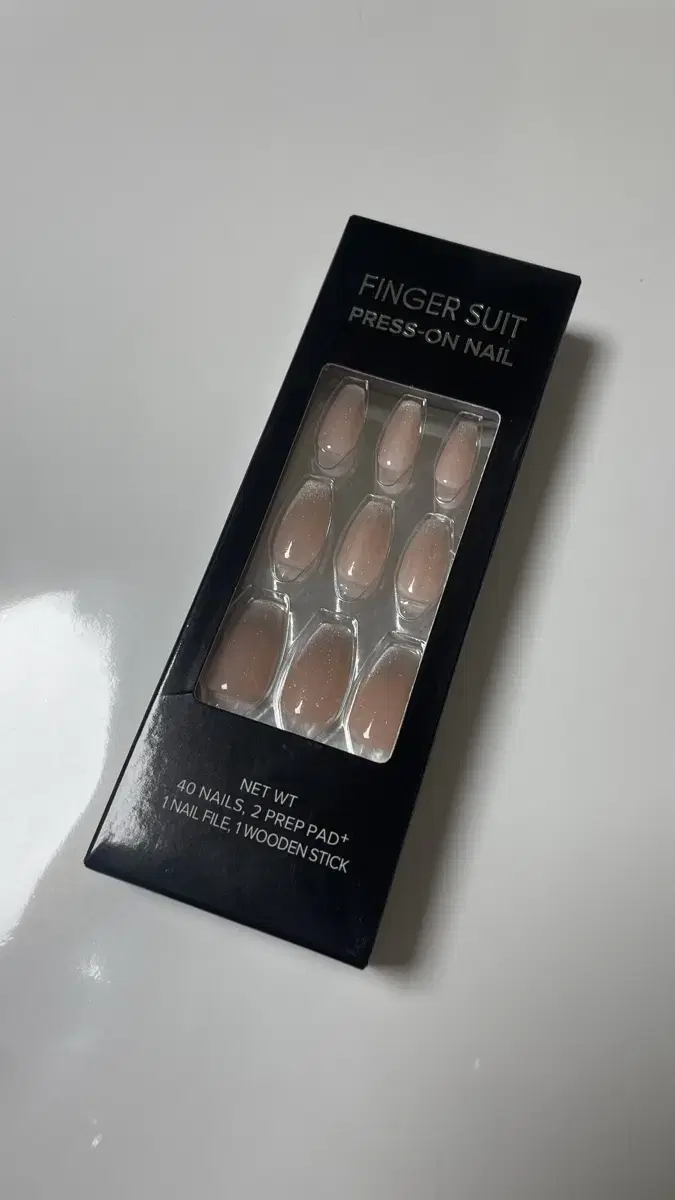 FINGER SUIT
PRESS-ON NAIL
NET WT
40 NAILS, 2 PREP PAD+
1 NAIL FILE, 1 WOODEN STICK